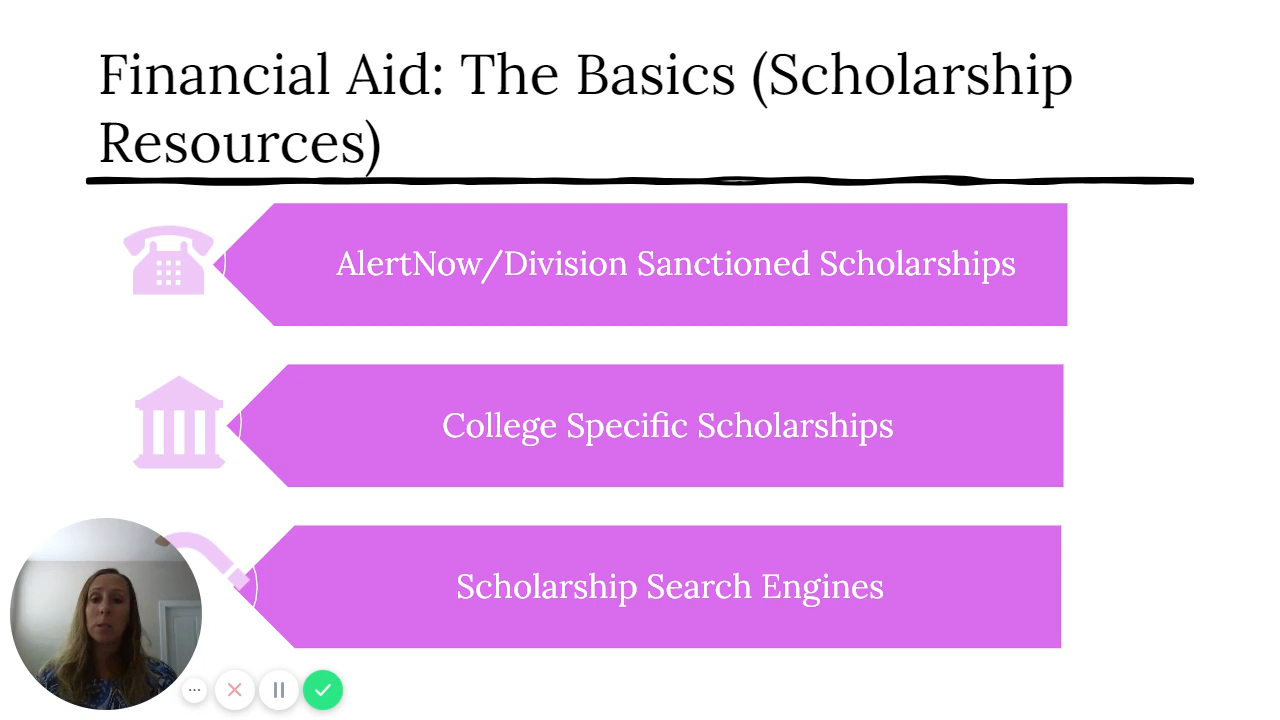 Financial Aid: The Basics (Scholarship
Resources)
AlertNow/Division Sanctioned Scholarships
College Specific Scholarships
Scholarship Search Engines